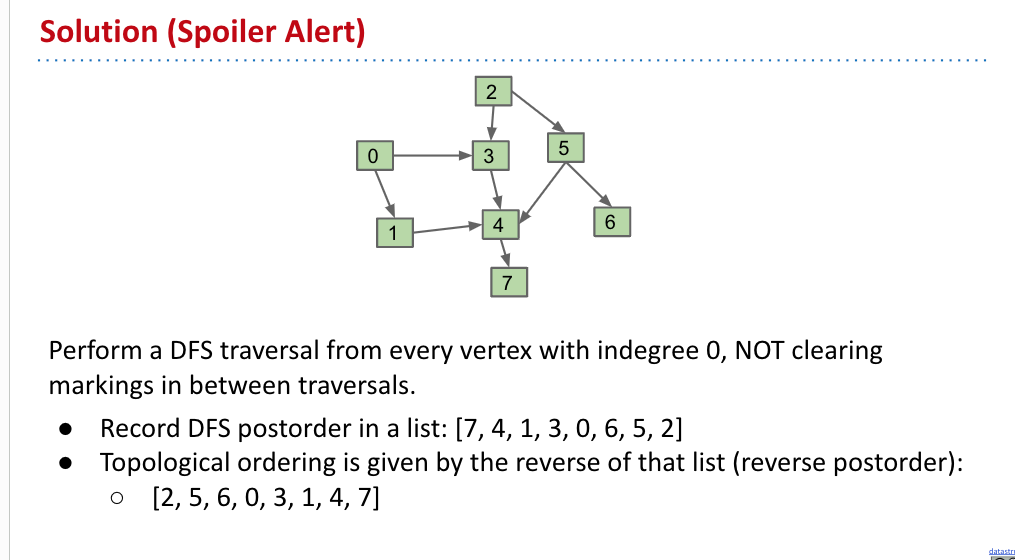 Solution (Spoiler Alert)
2
0
3
5
1
4
6
7
Perform a DFS traversal from every vertex with indegree 0, NOT clearing
markings in between traversals.
● Record DFS postorder in a list: [7, 4, 1, 3, 0, 6, 5, 2]
● Topological ordering is given by the reverse of that list (reverse postorder):
○ [2, 5, 6, 0, 3, 1, 4, 7]
datastr